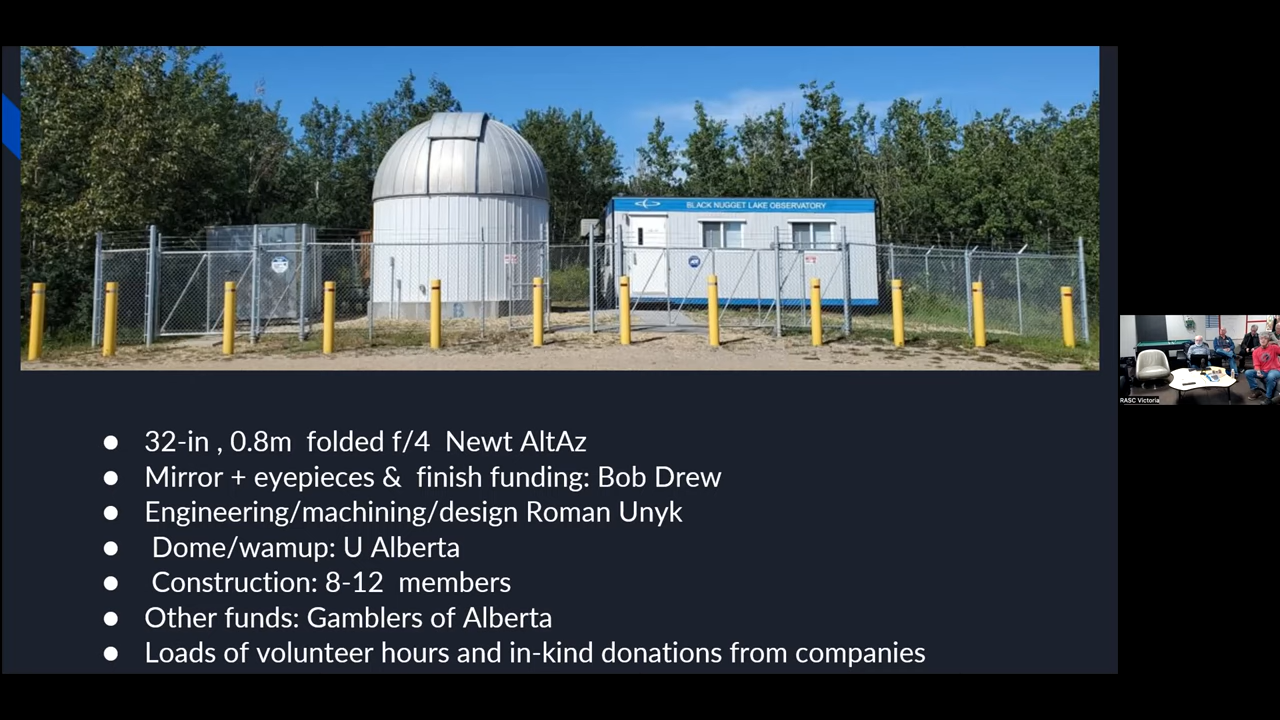 BLACK NUGGET LAKE OBSERVATORY
● 32-in , 0.8m folded f/4 Newt AltAz
● Mirror + eyepieces & finish funding: Bob Drew
● Engineering/machining/design Roman Unyk
● Dome/wamup: U Alberta
● Construction: 8-12 members
● Other funds: Gamblers of Alberta
● Loads of volunteer hours and in-kind donations from companies
RASC Victoria